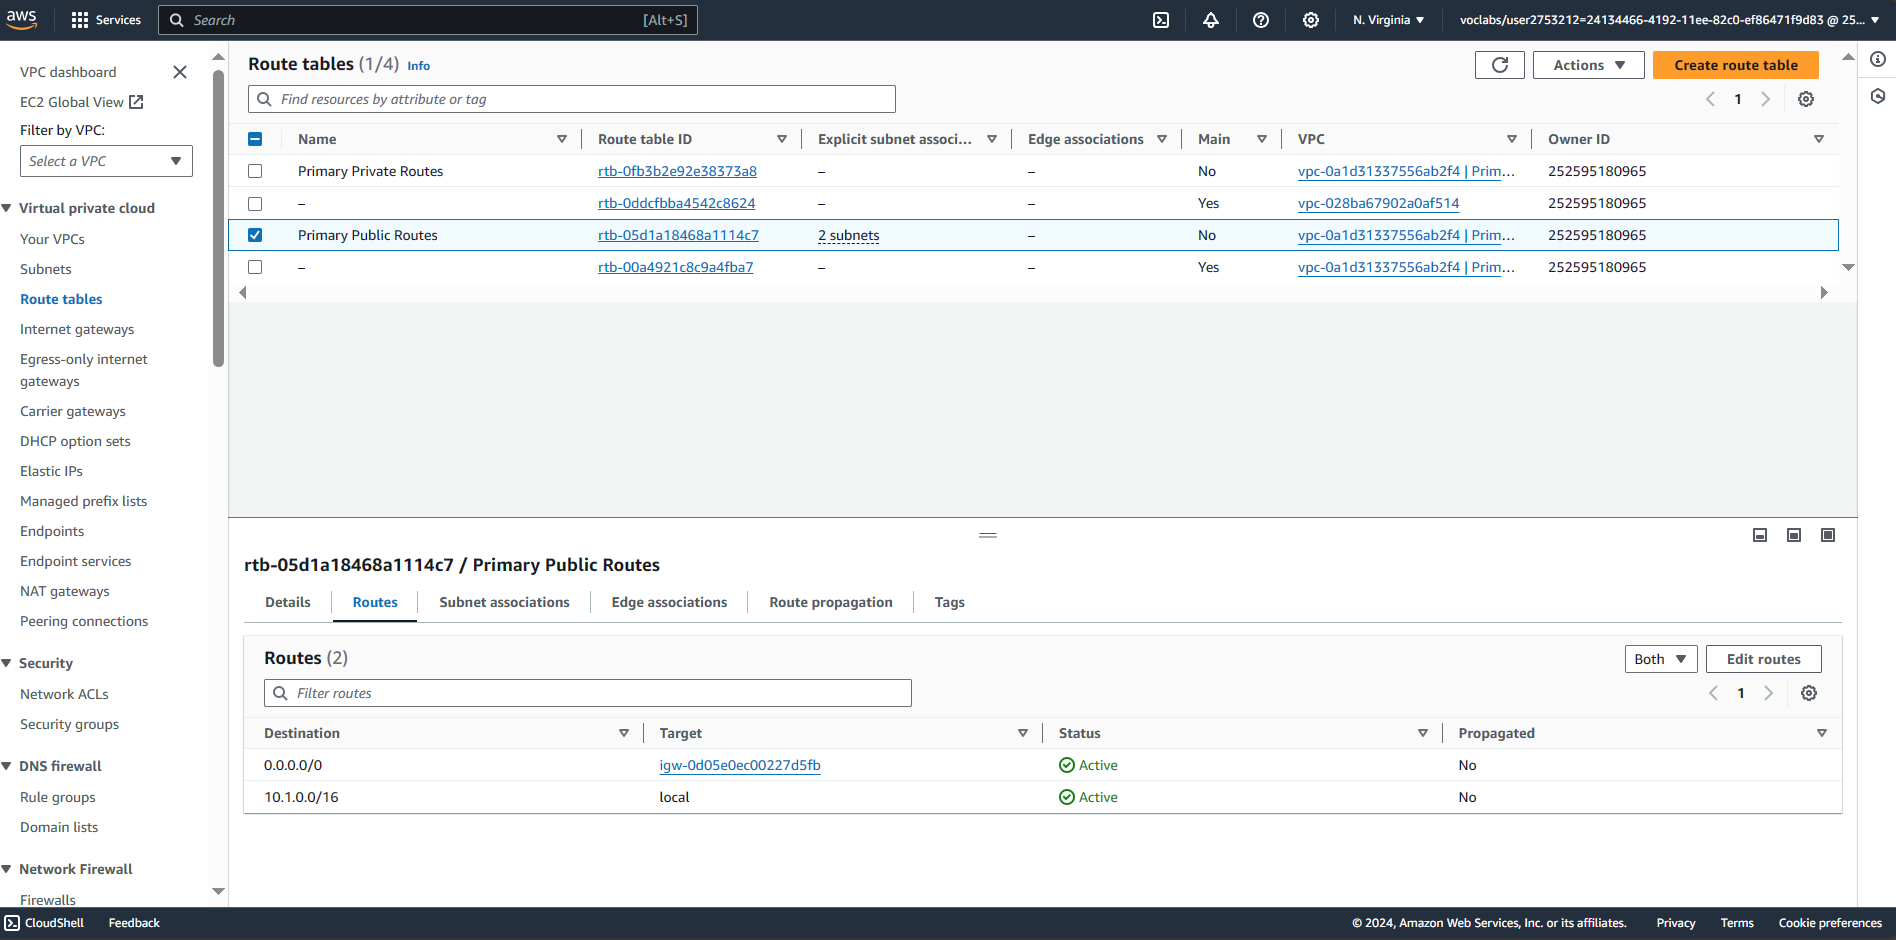 aws Services Search [Alt+S] N. Virginia voclabs/user2753212=24134466-4192-11ee-82c0-ef86471f9d83 @ 25...
VPC dashboard
EC2 Global View
Filter by VPC:
Select a VPC
Virtual private cloud
Your VPCs
Subnets
Route tables
Internet gateways
Egress-only internet
gateways
Carrier gateways
DHCP option sets
Elastic IPs
Managed prefix lists
Endpoints
Endpoint services
NAT gateways
Peering connections
Security
Network ACLs
Security groups
DNS firewall
Rule groups
Domain lists
Network Firewall
Firewalls
Route tables (1/4) Info Actions Create route table
Find resources by attribute or tag 1
Name Route table ID Explicit subnet associ... Edge associations Main VPC Owner ID
Primary Private Routes rtb-0fb3b2e92e38373a8 – – No vpc-0a1d31337556ab2f4 | Prim... 252595180965
– rtb-0ddcfbba4542c8624 – – Yes vpc-028ba67902a0af514 252595180965
Primary Public Routes rtb-05d1a18468a1114c7 2 subnets – No vpc-0a1d31337556ab2f4 | Prim... 252595180965
– rtb-00a4921c8c9a4fba7 – – Yes vpc-0a1d31337556ab2f4 | Prim... 252595180965
rtb-05d1a18468a1114c7 / Primary Public Routes
Details Routes Subnet associations Edge associations Route propagation Tags
Routes (2) Both Edit routes
Filter routes 1
Destination Target Status Propagated
0.0.0.0/0 igw-0d05e0ec00227d5fb Active No
10.1.0.0/16 local Active No
CloudShell Feedback © 2024, Amazon Web Services, Inc. or its affiliates. Privacy Terms Cookie preferences